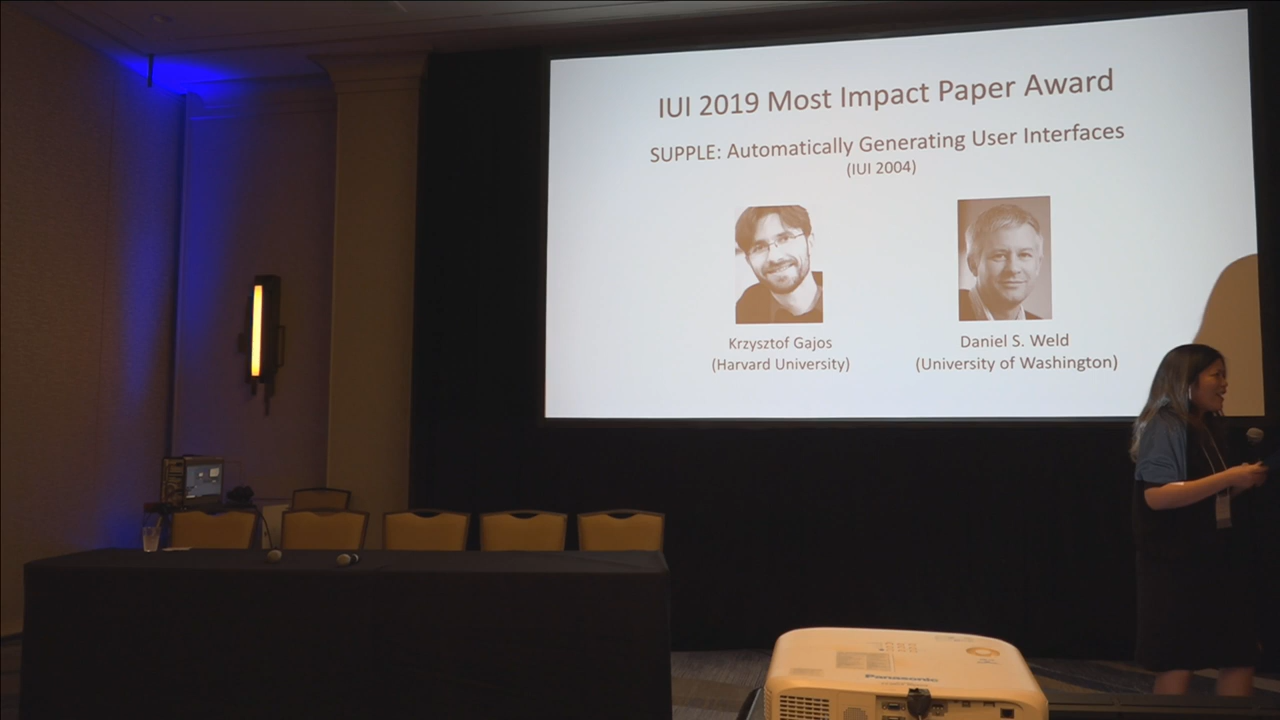 IUI 2019 Most Impact Paper Award
SUPPLE: Automatically Generating User Interfaces
(IUI 2004)
Krzysztof Gajos
(Harvard University)
Daniel S. Weld
(University of Washington)
Panasonic